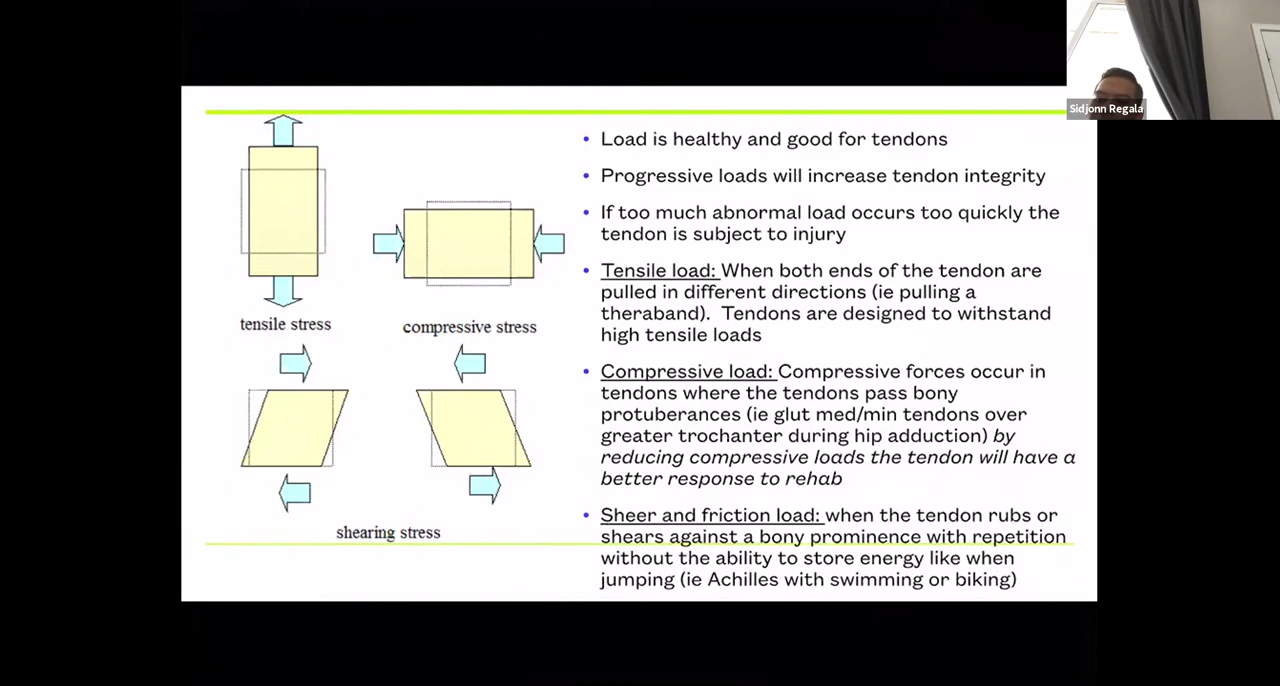 Sidjonn Regala
tensile stress
compressive stress
shearing stress
• Load is healthy and good for tendons
• Progressive loads will increase tendon integrity
• If too much abnormal load occurs too quickly the
tendon is subject to injury
• Tensile load: When both ends of the tendon are
pulled in different directions (ie pulling a
theraband). Tendons are designed to withstand
high tensile loads
• Compressive load: Compressive forces occur in
tendons where the tendons pass bony
protuberances (ie glut med/min tendons over
greater trochanter during hip adduction) by
reducing compressive loads the tendon will have a
better response to rehab
• Sheer and friction load: when the tendon rubs or
shears against a bony prominence with repetition
without the ability to store energy like when
jumping (ie Achilles with swimming or biking)